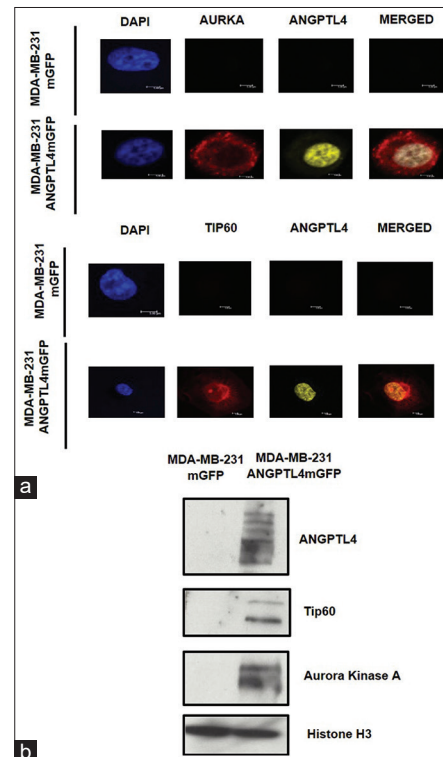 DAPI AURKA ANGPTL4 MERGED
MDA-MB-231
mGFP
MDA-MB-231
ANGPTL4mGFP
DAPI TIP60 ANGPTL4 MERGED
MDA-MB-231
mGFP
MDA-MB-231
ANGPTL4mGFP
a
MDA-MB-231
mGFP
MDA-MB-231
ANGPTL4mGFP
ANGPTL4
Tip60
Aurora Kinase A
Histone H3
b